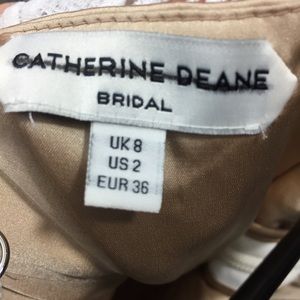 CATHERINE DEANE
BRIDAL
UK 8
US 2
EUR 36